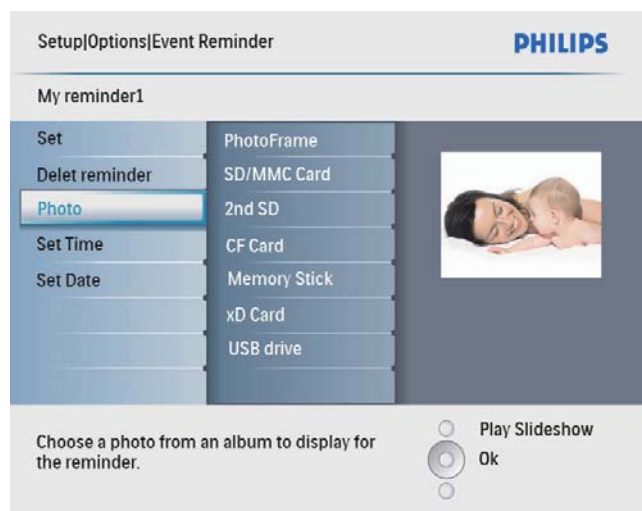 Setup|Options|Event Reminder
PHILIPS
My reminder1
Set
Delet reminder
Photo
Set Time
Set Date
PhotoFrame
SD/MMC Card
2nd SD
CF Card
Memory Stick
xD Card
USB drive
Choose a photo from an album to display for
the reminder.
Play Slideshow
Ok